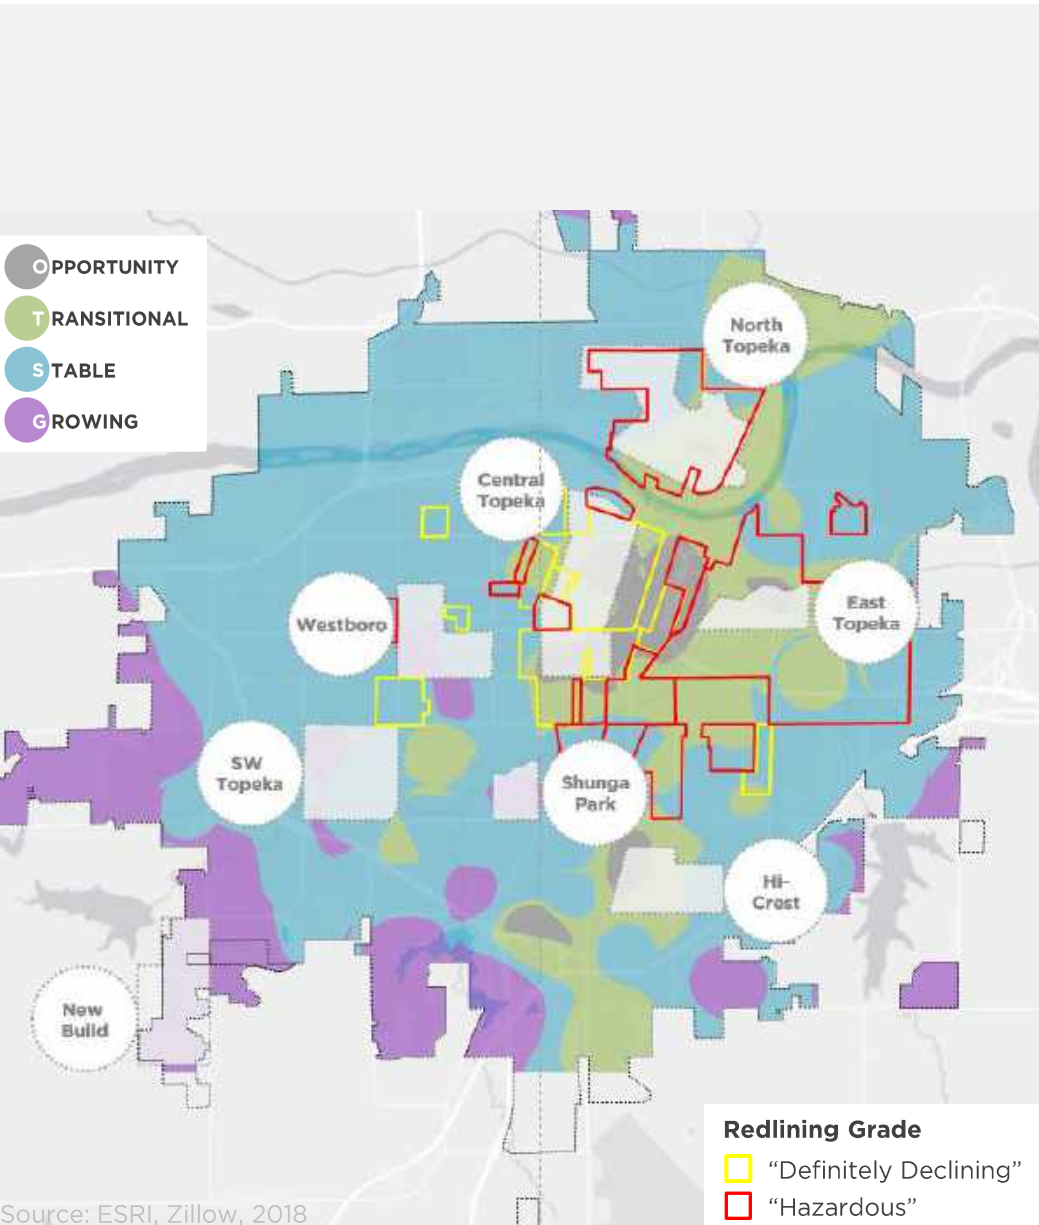 OPPORTUNITY
TRANSITIONAL
STABLE
GROWING
North
Topeka
Central
Topeka
Westboro
East
Topeka
SW
Topeka
Shunga
Park
Hi-
Crest
New
Build
Redlining Grade
“Definitely Declining”
“Hazardous”
Source: ESRI, Zillow, 2018